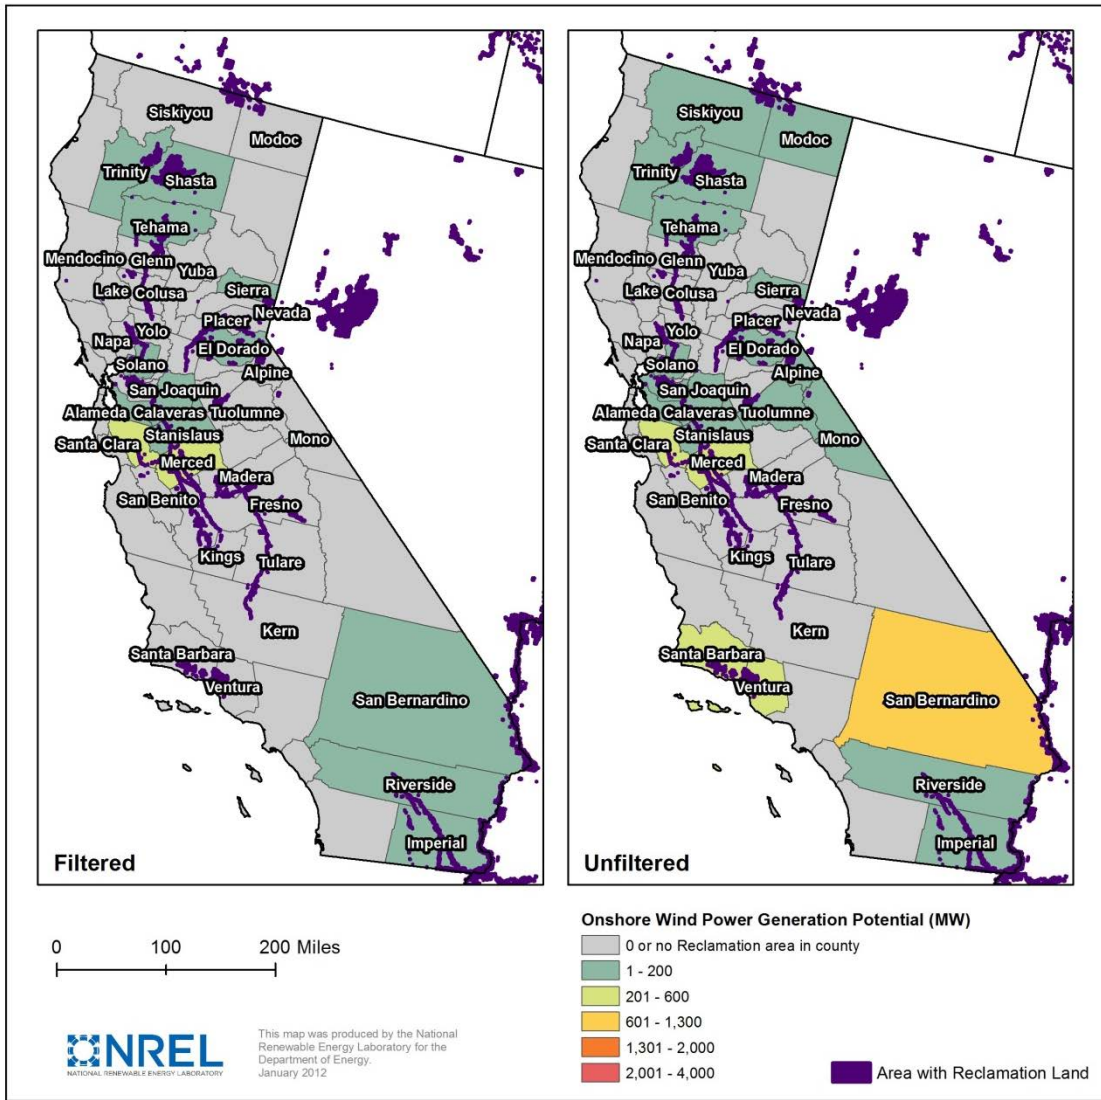 Siskiyou
Modoc
Trinity
Shasta
Tehama
Mendocino
Glenn
Yuba
Lake
Colusa
Sierra
Nevada
Placer
Yolo
Napa
El Dorado
Solano
Alpine
San Joaquin
Alameda
Calaveras
Tuolumne
Stanislaus
Santa Clara
Mono
Merced
Madera
San Benito
Fresno
Kings
Tulare
Kern
Santa Barbara
Ventura
San Bernardino
Riverside
Imperial
Filtered
Siskiyou
Modoc
Trinity
Shasta
Tehama
Mendocino
Glenn
Yuba
Lake
Colusa
Sierra
Nevada
Placer
Yolo
Napa
El Dorado
Solano
Alpine
San Joaquin
Alameda
Calaveras
Tuolumne
Stanislaus
Santa Clara
Mono
Merced
Madera
San Benito
Fresno
Kings
Tulare
Kern
Santa Barbara
Ventura
San Bernardino
Riverside
Imperial
Unfiltered
0 100 200 Miles
NREL
NATIONAL RENEWABLE ENERGY LABORATORY
This map was produced by the National
Renewable Energy Laboratory for the
Department of Energy.
January 2012
Onshore Wind Power Generation Potential (MW)
0 or no Reclamation area in county
1 - 200
201 - 600
601 - 1,300
1,301 - 2,000
2,001 - 4,000
Area with Reclamation Land